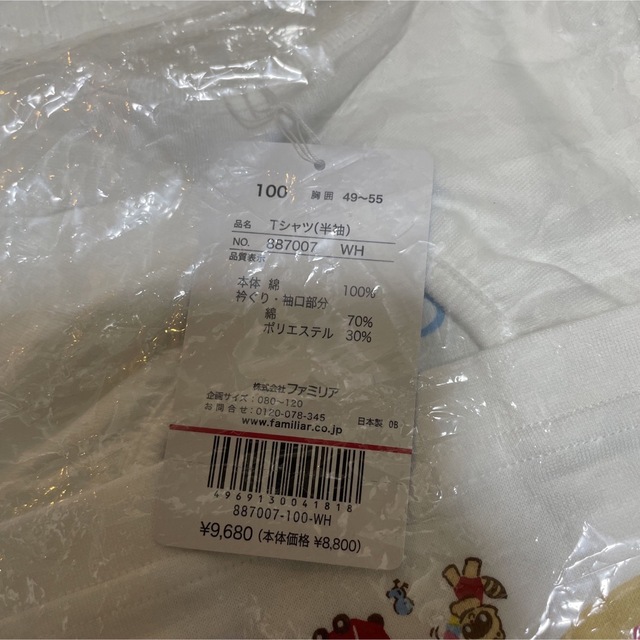 100 胸囲 49~55
品名 Tシャツ(半袖)
NO. 887007 WH
品質表示
本体 綿 100%
衿ぐり・袖口部分
綿 70%
ポリエステル 30%
株式会社ファミリア
企画サイズ:080~120
お問合せ:0120-078-345 日本製 0B
www.familiar.co.jp
4969130041818
887007-100-WH
¥9,680(本体価格 ¥8,800)